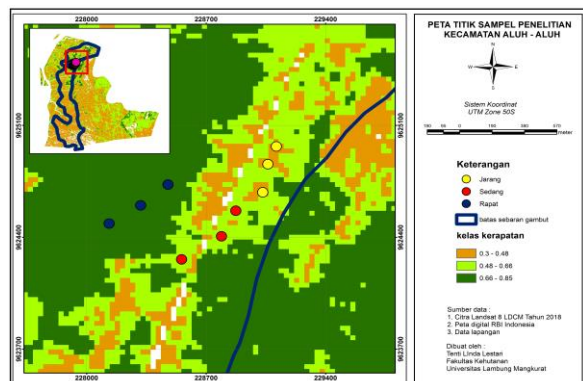 228000 228700 229400
9625100
9624400
9623700
228000 228700 229400
9625100
9624400
9623700
PETA TITIK SAMPEL PENELITIAN
KECAMATAN ALUH - ALUH
N
W E
S
Sistem Koordinat
UTM Zone 50S
meter
Keterangan
Jarang
Sedang
Rapat
batas sebaran gambut
kelas kerapatan
0.3 - 0.48
0.48 - 0.66
0.66 - 0.85
Sumber data :
1. Citra Landsat 8 LDCM Tahun 2018
2. Peta digital RBI Indonesia
3. Data lapangan
Dibuat oleh :
Tenti Linda Lestari
Fakultas Kehutanan
Universitas Lambung Mangkurat